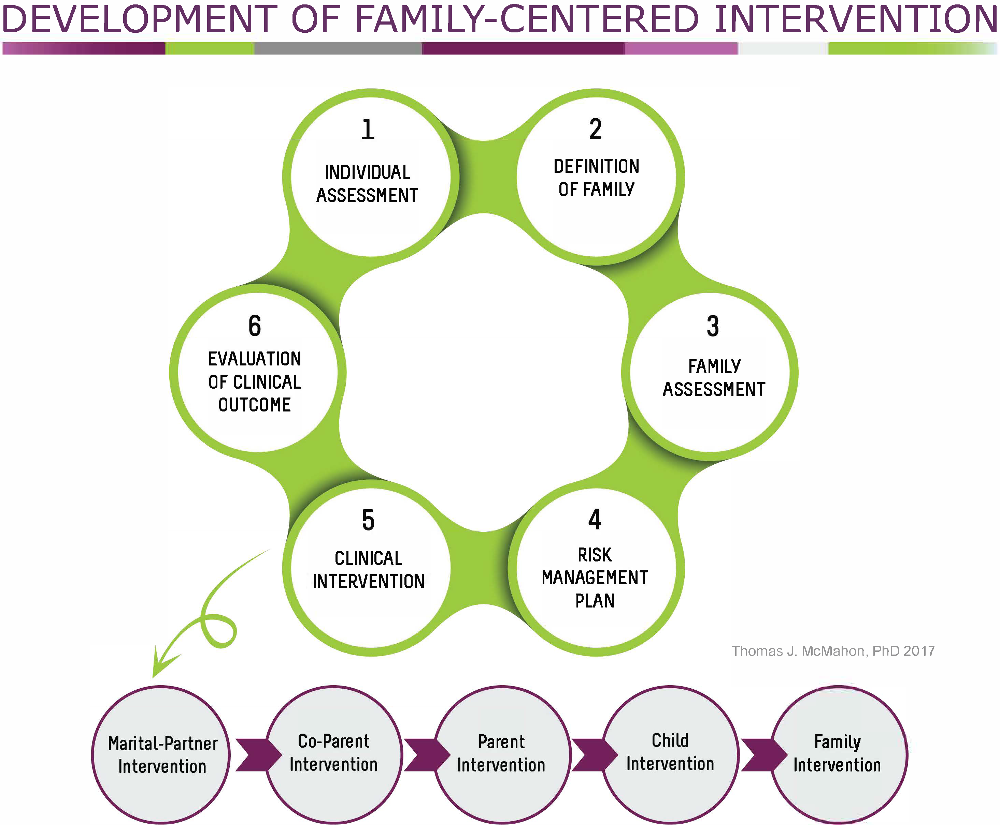 DEVELOPMENT OF FAMILY-CENTERED INTERVENTION
1
INDIVIDUAL
ASSESSMENT
2
DEFINITION
OF FAMILY
3
FAMILY
ASSESSMENT
4
RISK
MANAGEMENT
PLAN
5
CLINICAL
INTERVENTION
6
EVALUATION
OF CLINICAL
OUTCOME
Thomas J. McMahon, PhD 2017
Marital-Partner
Intervention
Co-Parent
Intervention
Parent
Intervention
Child
Intervention
Family
Intervention